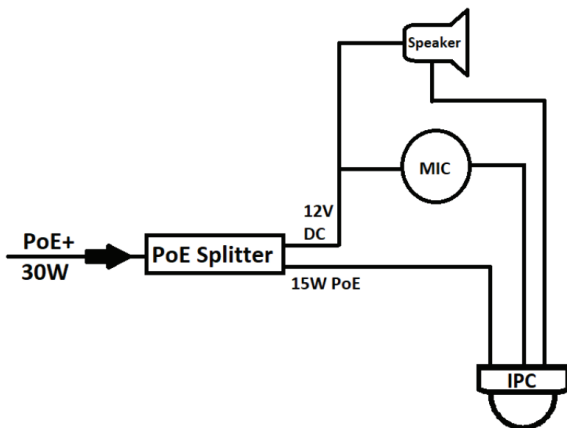 Speaker
MIC
12V
DC
PoE+
30W
PoE Splitter
15W PoE
IPC